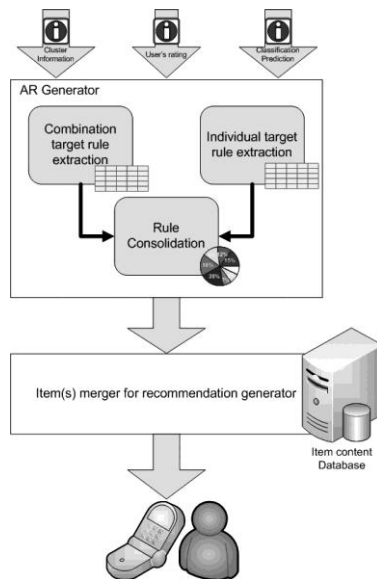 Cluster
Information
User's rating
Classification
Prediction
AR Generator
Combination
target rule
extraction
Individual target
rule extraction
Rule
Consolidation
Item(s) merger for recommendation generator
Item content
Database